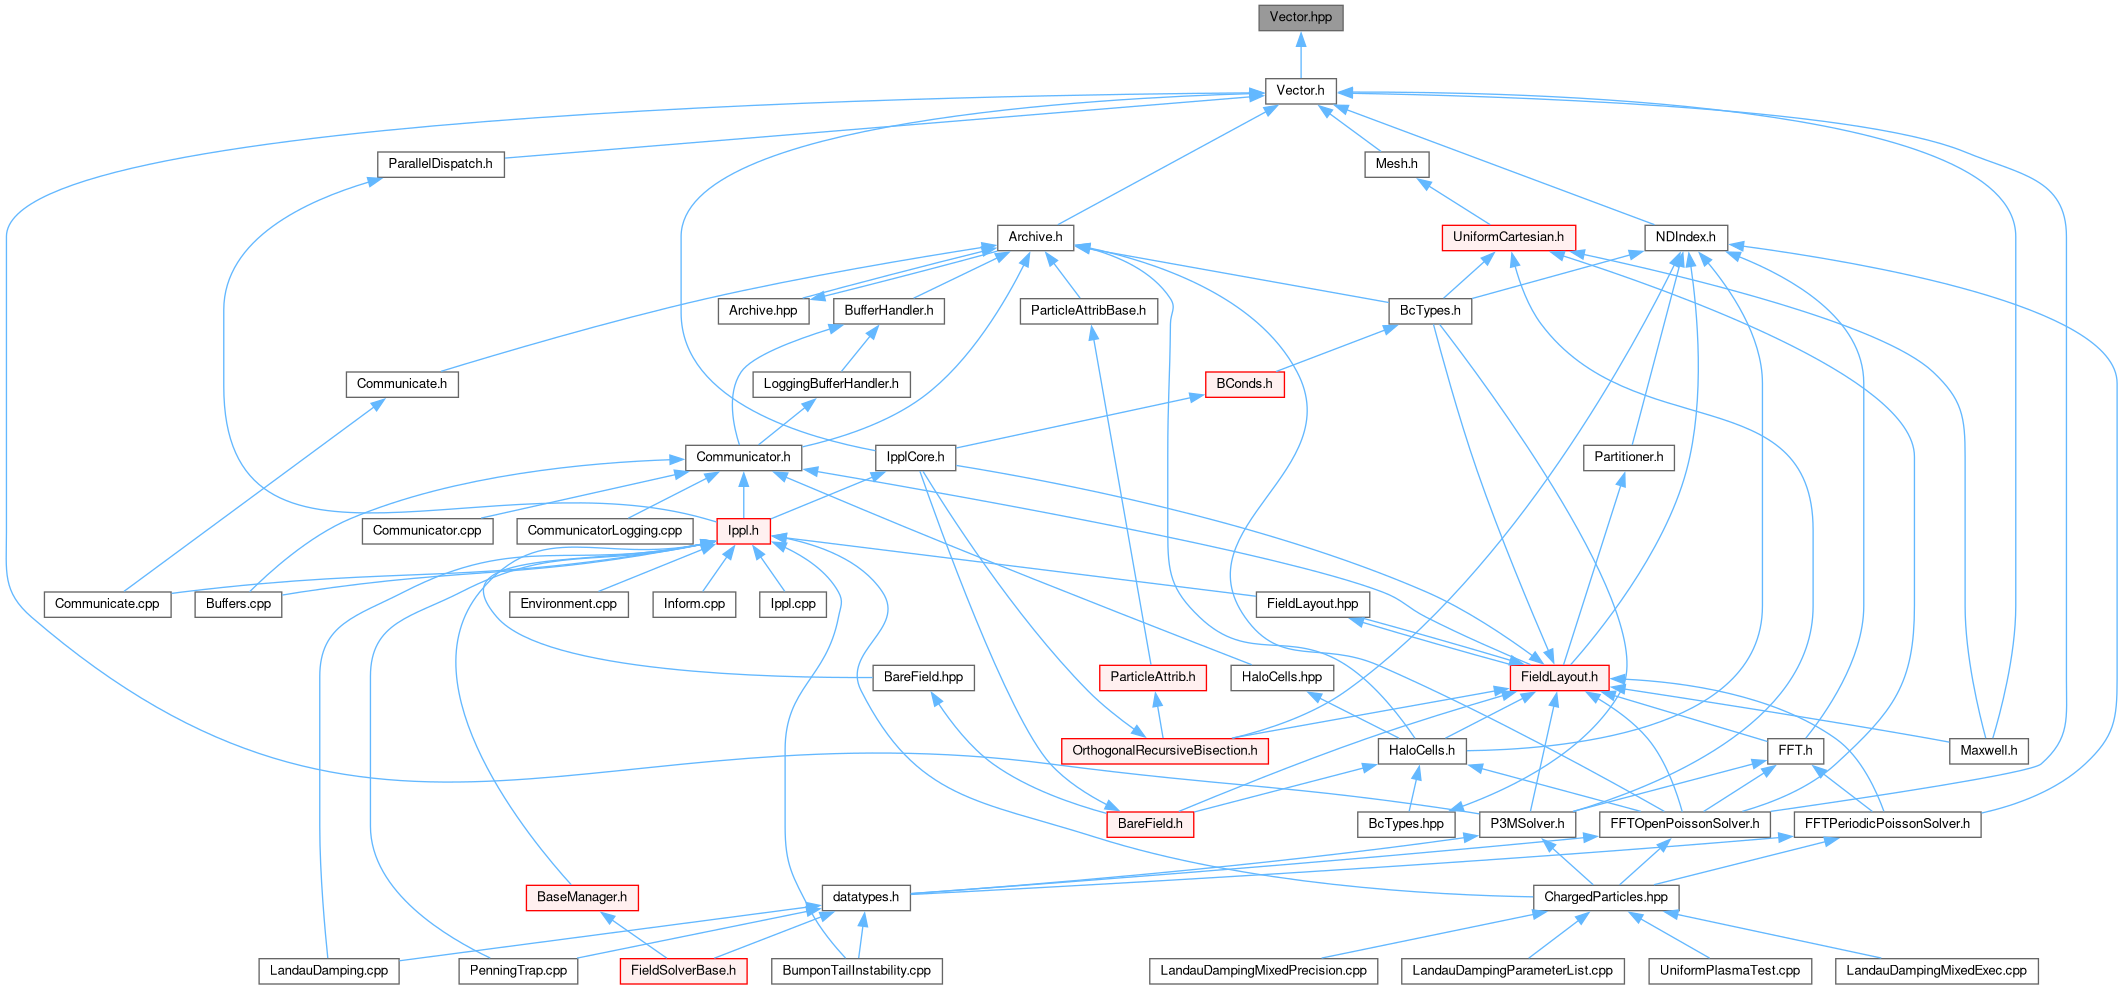 Vector.hpp
Vector.h
ParallelDispatch.h
Mesh.h
Archive.h
UniformCartesian.h
NDIndex.h
Archive.hpp
BufferHandler.h
ParticleAttribBase.h
BcTypes.h
Communicate.h
LoggingBufferHandler.h
BConds.h
Communicator.h
IpplCore.h
Partitioner.h
Communicator.cpp
CommunicatorLogging.cpp
Ippl.h
Communicate.cpp
Buffers.cpp
Environment.cpp
Inform.cpp
Ippl.cpp
FieldLayout.hpp
BareField.hpp
ParticleAttrib.h
HaloCells.hpp
FieldLayout.h
OrthogonalRecursiveBisection.h
HaloCells.h
FFT.h
Maxwell.h
BareField.h
BcTypes.hpp
P3MSolver.h
FFTOpenPoissonSolver.h
FFTPeriodicPoissonSolver.h
BaseManager.h
datatypes.h
ChargedParticles.hpp
LandauDamping.cpp
PenningTrap.cpp
FieldSolverBase.h
BumponTailInstability.cpp
LandauDampingMixedPrecision.cpp
LandauDampingParameterList.cpp
UniformPlasmaTest.cpp
LandauDampingMixedExec.cpp